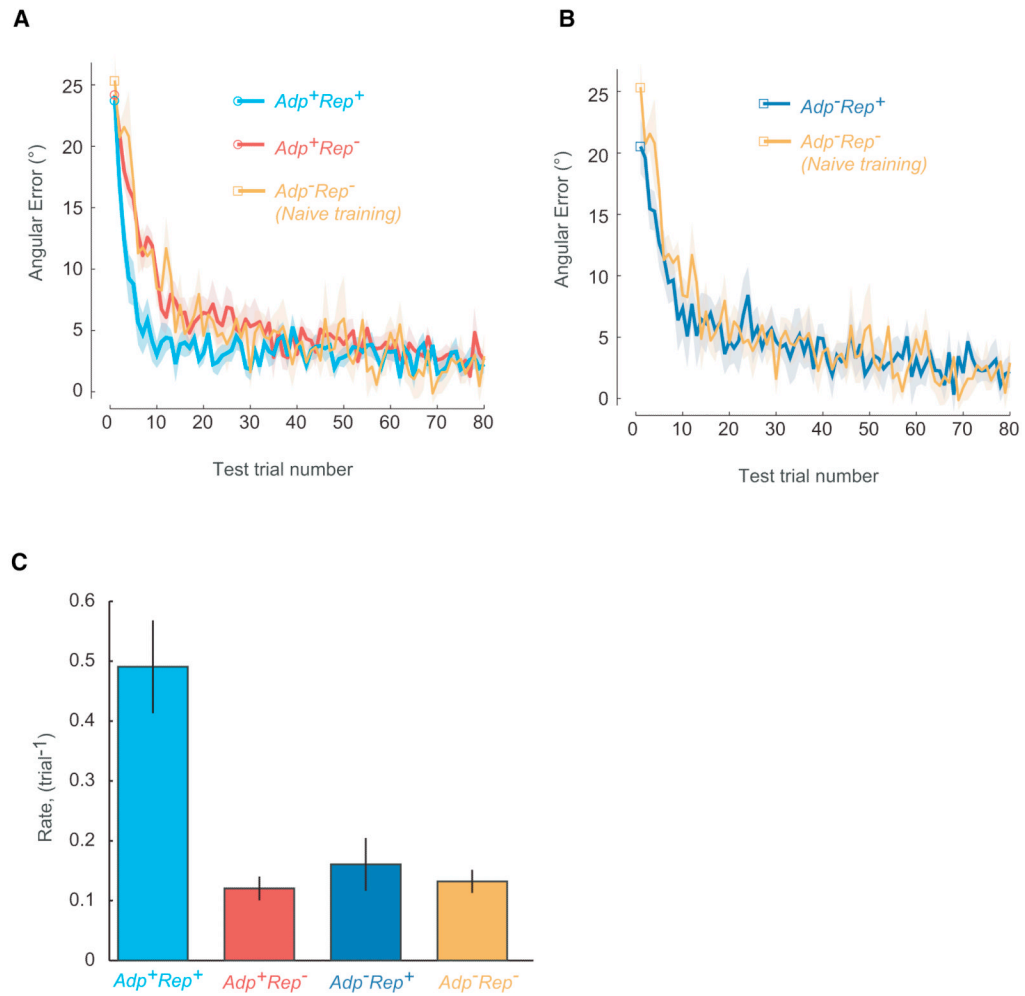 A
Angular Error (°)
25
20
15
10
5
0
0 10 20 30 40 50 60 70 80
Test trial number
Adp⁺Rep⁺
Adp⁺Rep⁻
Adp⁻Rep⁻
(Naive training)
B
Angular Error (°)
25
20
15
10
5
0
0 10 20 30 40 50 60 70 80
Test trial number
Adp⁻Rep⁺
Adp⁻Rep⁻
(Naive training)
C
Rate, (trial-1)
0.6
0.5
0.4
0.3
0.2
0.1
0
Adp⁺Rep⁺ Adp⁺Rep⁻ Adp⁻Rep⁺ Adp⁻Rep⁻